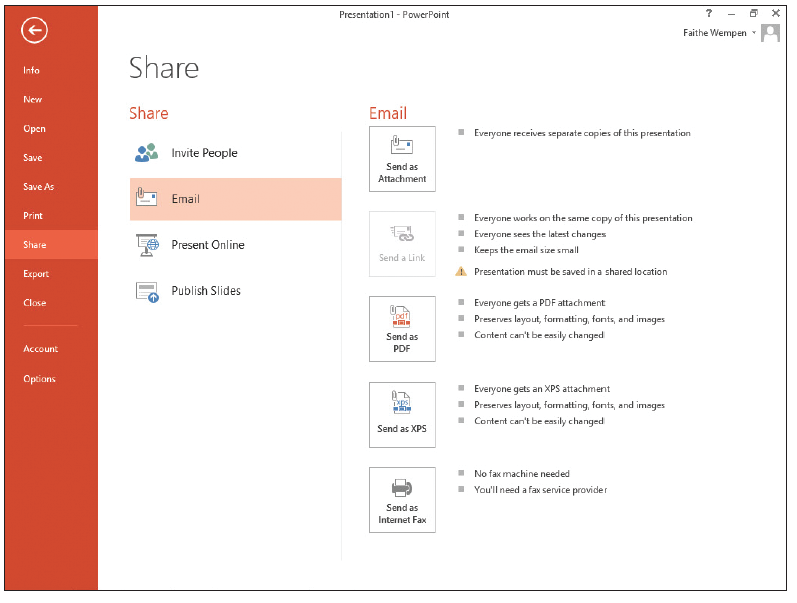 Presentation1 - PowerPoint
?
Faithe Wempen
Info
New
Open
Save
Save As
Print
Share
Export
Close
Account
Options
Share
Share
Invite People
Email
Present Online
Publish Slides
Email
Send as
Attachment
Everyone receives separate copies of this presentation
Send a Link
Everyone works on the same copy of this presentation
Everyone sees the latest changes
Keeps the email size small
Presentation must be saved in a shared location
pdf
Send as
PDF
Everyone gets a PDF attachment
Preserves layout, formatting, fonts, and images
Content can't be easily changed!
xps
Send as XPS
Everyone gets an XPS attachment
Preserves layout, formatting, fonts, and images
Content can't be easily changed!
Send as
Internet Fax
No fax machine needed
You'll need a fax service provider